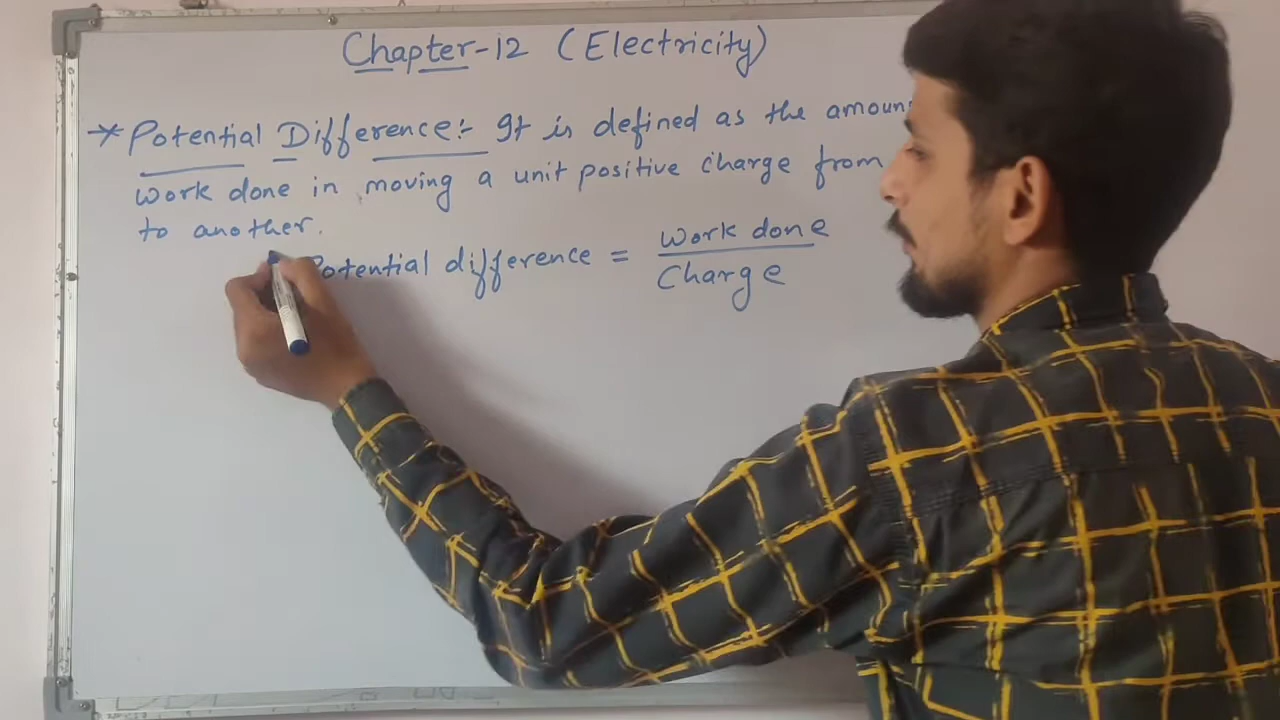 Chapter-12 (Electricity)
* Potential Difference:- It is defined as the amoun
Work done in moving a unit positive charge from
to another.
Potential difference = Work done
Charge